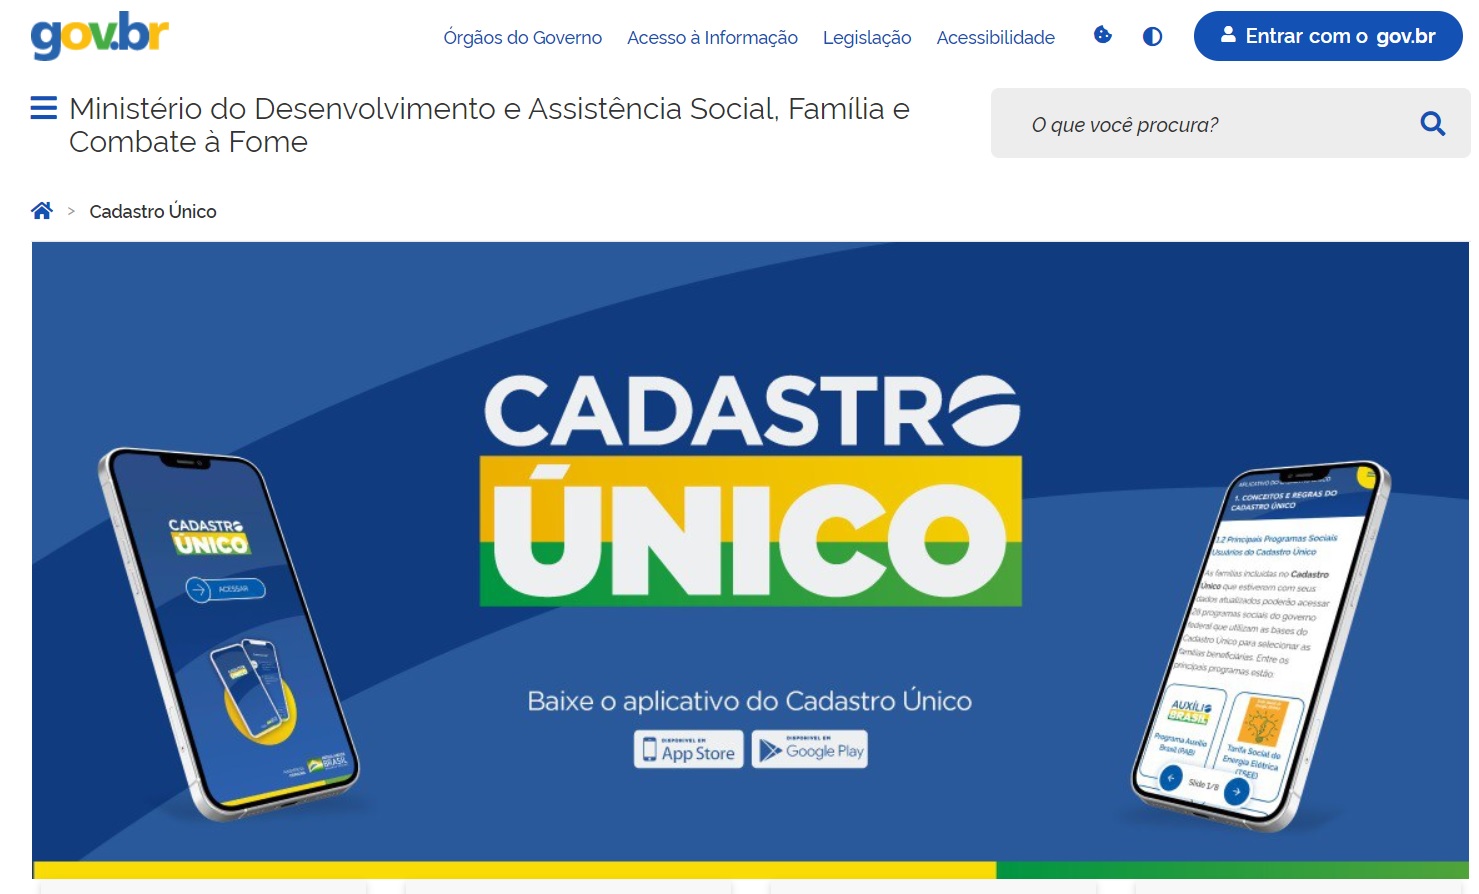 gov.br
Órgãos do Governo Acesso à Informação Legislação Acessibilidade
Entrar com o gov.br
Ministério do Desenvolvimento e Assistência Social, Família e
Combate à Fome
O que você procura?
> Cadastro Único
CADASTRO
ÚNICO
CADASTRO
ÚNICO
ACESSAR
BRASIL
1. CONCEITOS E REGRAS DO
CADASTRO ÚNICO
1.2 Principais Programas Sociais
Usuários do Cadastro Único
As famílias incluídas no Cadastro
Único que estiverem com seus
dados atualizados poderão acessar
28 programas sociais do governo
federal que utilizam as bases do
Cadastro Único para selecionar as
famílias beneficiárias. Entre os
principais programas estão:
AUXÍLIO
BRASIL
Programa Auxílio
Brasil (PAB)
Tarifa Social de
Energia Elétrica
(TSEE)
Slide 1/8
Baixe o aplicativo do Cadastro Único
DISPONÍVEL EM
App Store
DISPONÍVEL EM
Google Play